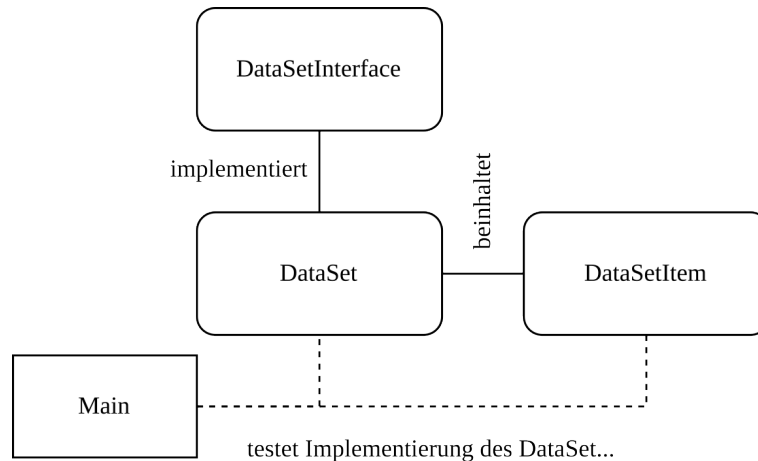 DataSetInterface
implementiert
beinhaltet
DataSet
DataSetItem
Main
testet Implementierung des DataSet...